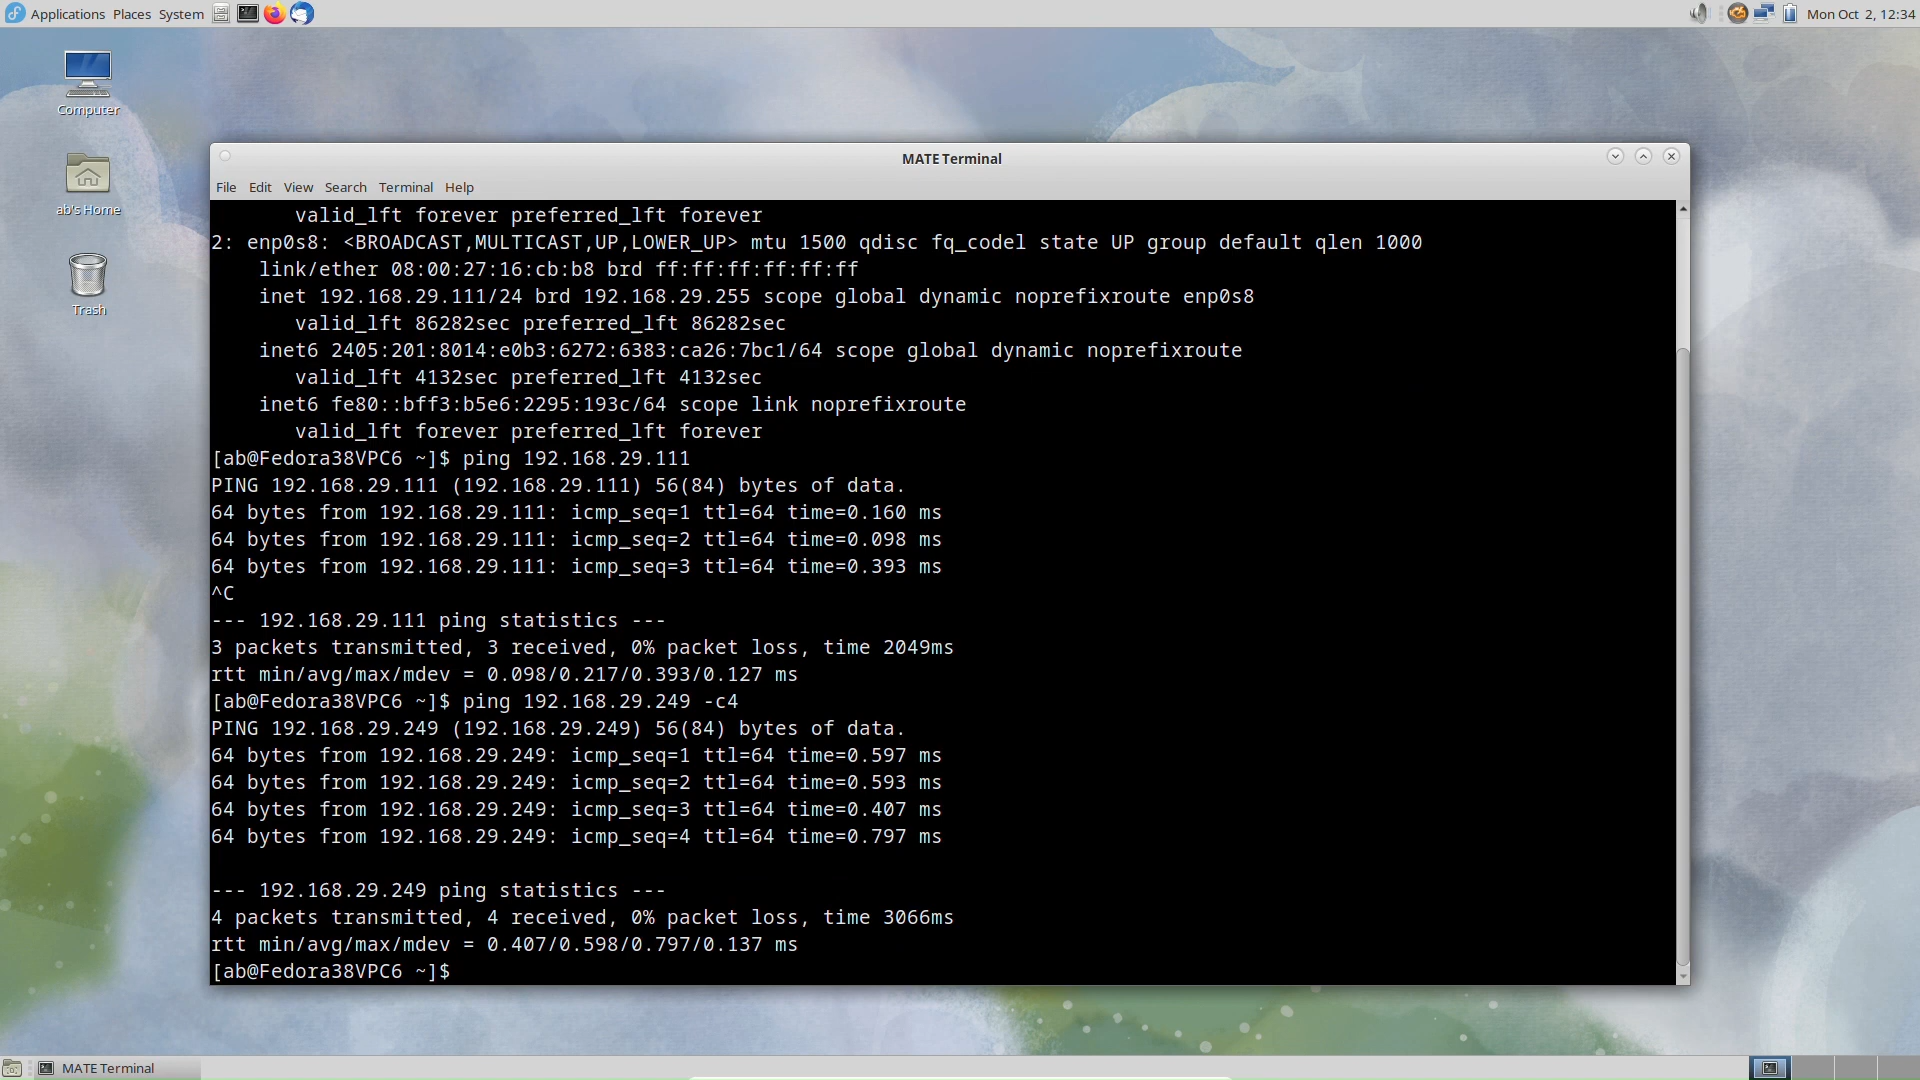 Applications Places System
Mon Oct 2, 12:34
Computer
ab's Home
Trash
MATE Terminal
File Edit View Search Terminal Help
valid_lft forever preferred_lft forever
2: enp0s8: <BROADCAST,MULTICAST,UP,LOWER_UP> mtu 1500 qdisc fq_codel state UP group default qlen 1000
link/ether 08:00:27:16:cb:b8 brd ff:ff:ff:ff:ff:ff
inet 192.168.29.111/24 brd 192.168.29.255 scope global dynamic noprefixroute enp0s8
valid_lft 86282sec preferred_lft 86282sec
inet6 2405:201:8014:e0b3:6272:6383:ca26:7bc1/64 scope global dynamic noprefixroute
valid_lft 4132sec preferred_lft 4132sec
inet6 fe80::bff3:b5e6:2295:193c/64 scope link noprefixroute
valid_lft forever preferred_lft forever
[ab@Fedora38VPC6 ~]$ ping 192.168.29.111
PING 192.168.29.111 (192.168.29.111) 56(84) bytes of data.
64 bytes from 192.168.29.111: icmp_seq=1 ttl=64 time=0.160 ms
64 bytes from 192.168.29.111: icmp_seq=2 ttl=64 time=0.098 ms
64 bytes from 192.168.29.111: icmp_seq=3 ttl=64 time=0.393 ms
^C
--- 192.168.29.111 ping statistics ---
3 packets transmitted, 3 received, 0% packet loss, time 2049ms
rtt min/avg/max/mdev = 0.098/0.217/0.393/0.127 ms
[ab@Fedora38VPC6 ~]$ ping 192.168.29.249 -c4
PING 192.168.29.249 (192.168.29.249) 56(84) bytes of data.
64 bytes from 192.168.29.249: icmp_seq=1 ttl=64 time=0.597 ms
64 bytes from 192.168.29.249: icmp_seq=2 ttl=64 time=0.593 ms
64 bytes from 192.168.29.249: icmp_seq=3 ttl=64 time=0.407 ms
64 bytes from 192.168.29.249: icmp_seq=4 ttl=64 time=0.797 ms
--- 192.168.29.249 ping statistics ---
4 packets transmitted, 4 received, 0% packet loss, time 3066ms
rtt min/avg/max/mdev = 0.407/0.598/0.797/0.137 ms
[ab@Fedora38VPC6 ~]$
MATE Terminal